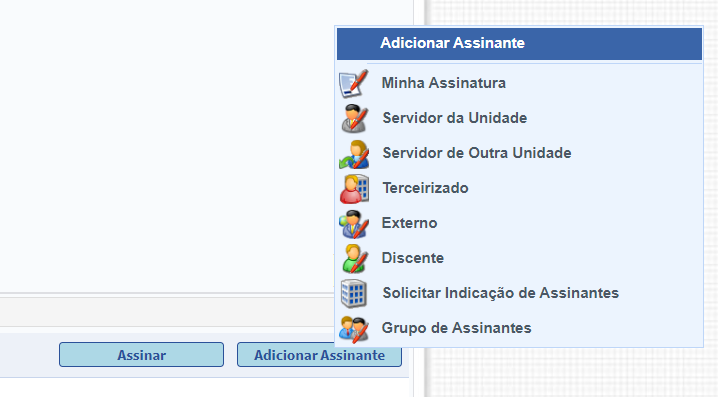 Adicionar Assinante
Minha Assinatura
Servidor da Unidade
Servidor de Outra Unidade
Terceirizado
Externo
Discente
Solicitar Indicação de Assinantes
Grupo de Assinantes
Assinar
Adicionar Assinante